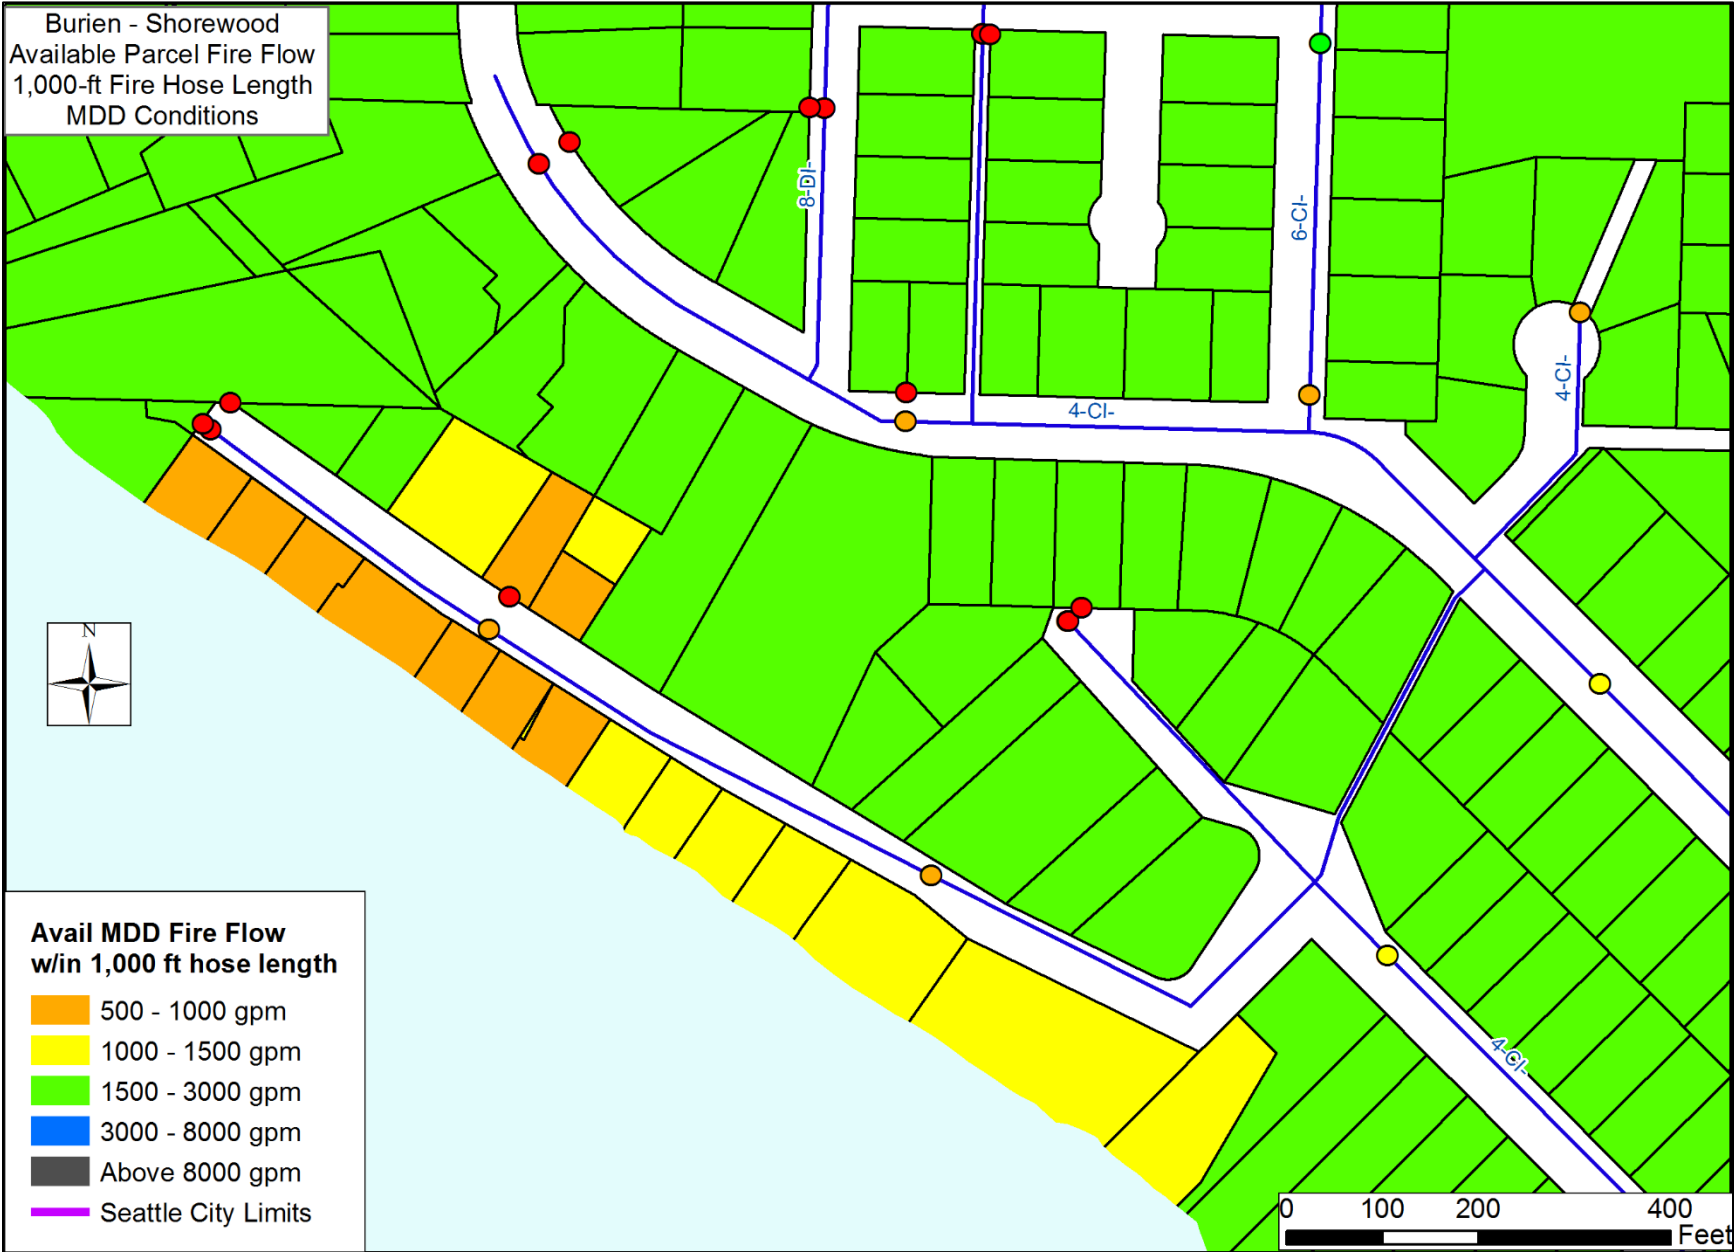 Burien - Shorewood
Available Parcel Fire Flow
1,000-ft Fire Hose Length
MDD Conditions
8-DI-
6-CI-
4-CI-
4-CI-
4-CI-
N
Avail MDD Fire Flow
w/in 1,000 ft hose length
500 - 1000 gpm
1000 - 1500 gpm
1500 - 3000 gpm
3000 - 8000 gpm
Above 8000 gpm
Seattle City Limits
0 100 200 400
Feet